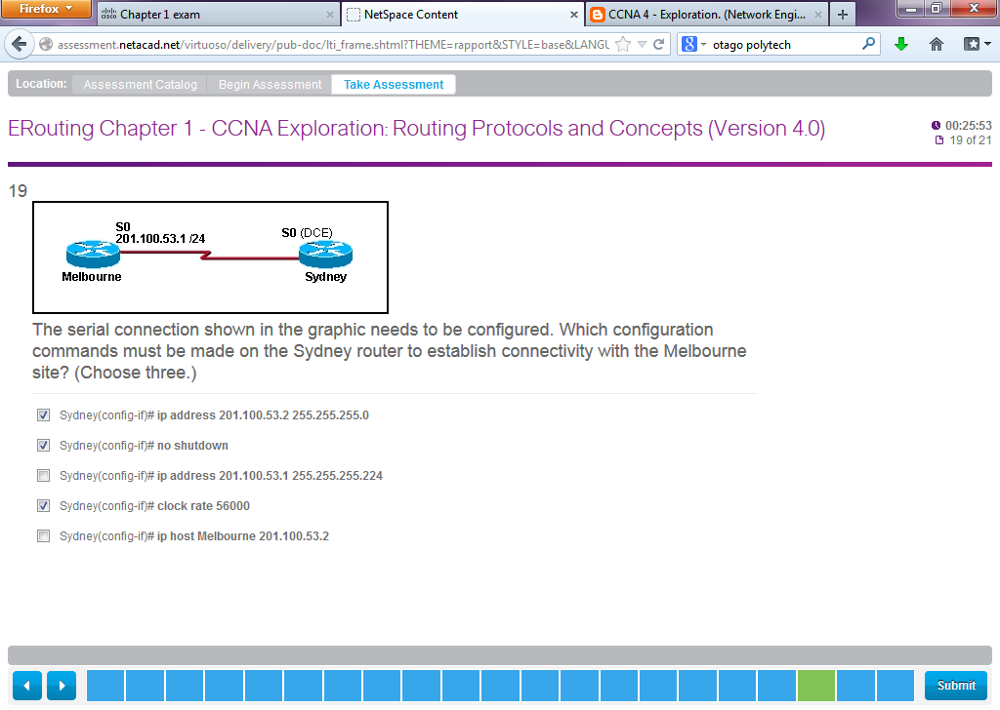 Firefox
Chapter 1 exam
NetSpace Content
CCNA 4 - Exploration. (Network Engi...
assessment.netacad.net/virtuoso/delivery/pub-doc/lti_frame.shtml?THEME=rapport&STYLE=base&LANGU
otago polytech
Location: Assessment Catalog Begin Assessment Take Assessment
ERouting Chapter 1 - CCNA Exploration: Routing Protocols and Concepts (Version 4.0)
00:25:53
19 of 21
19
S0
201.100.53.1 /24
S0 (DCE)
Melbourne
Sydney
The serial connection shown in the graphic needs to be configured. Which configuration
commands must be made on the Sydney router to establish connectivity with the Melbourne
site? (Choose three.)
Sydney(config-if)# ip address 201.100.53.2 255.255.255.0
Sydney(config-if)# no shutdown
Sydney(config-if)# ip address 201.100.53.1 255.255.255.224
Sydney(config-if)# clock rate 56000
Sydney(config-if)# ip host Melbourne 201.100.53.2
Submit